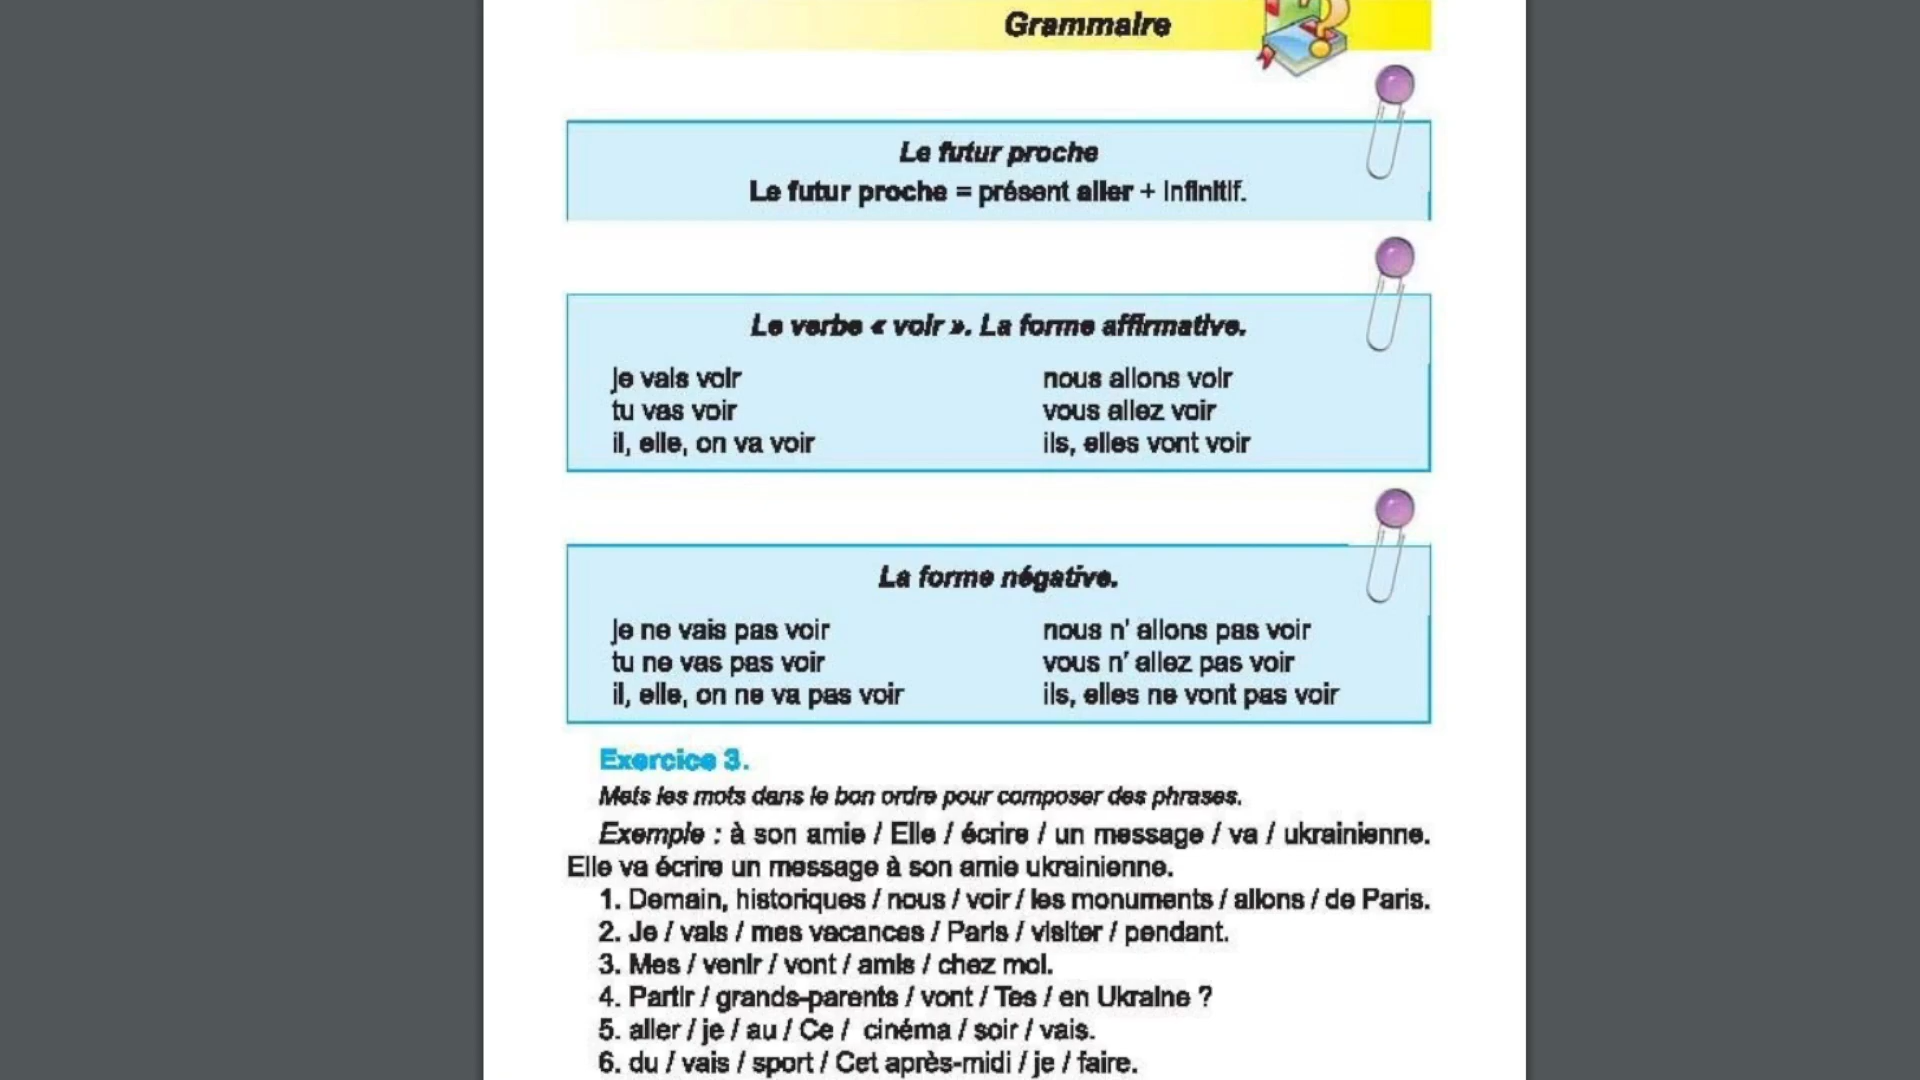 Grammaire
Le futur proche
Le futur proche = présent aller + infinitif.
Le verbe « voir ». La forme affirmative.
je vais voir
tu vas voir
il, elle, on va voir
nous allons voir
vous allez voir
ils, elles vont voir
La forme négative.
je ne vais pas voir
tu ne vas pas voir
il, elle, on ne va pas voir
nous n' allons pas voir
vous n' allez pas voir
ils, elles ne vont pas voir
Exercice 3.
Mets les mots dans le bon ordre pour composer des phrases.
Exemple : à son amie / Elle / écrire / un message / va / ukrainienne.
Elle va écrire un message à son amie ukrainienne.
1. Demain, historiques / nous / voir / les monuments / allons / de Paris.
2. Je / vais / mes vacances / Paris / visiter / pendant.
3. Mes / venir / vont / amis / chez moi.
4. Partir / grands-parents / vont / Tes / en Ukraine ?
5. aller / je / au / Ce / cinéma / soir / vais.
6. du / vais / sport / Cet après-midi / je / faire.